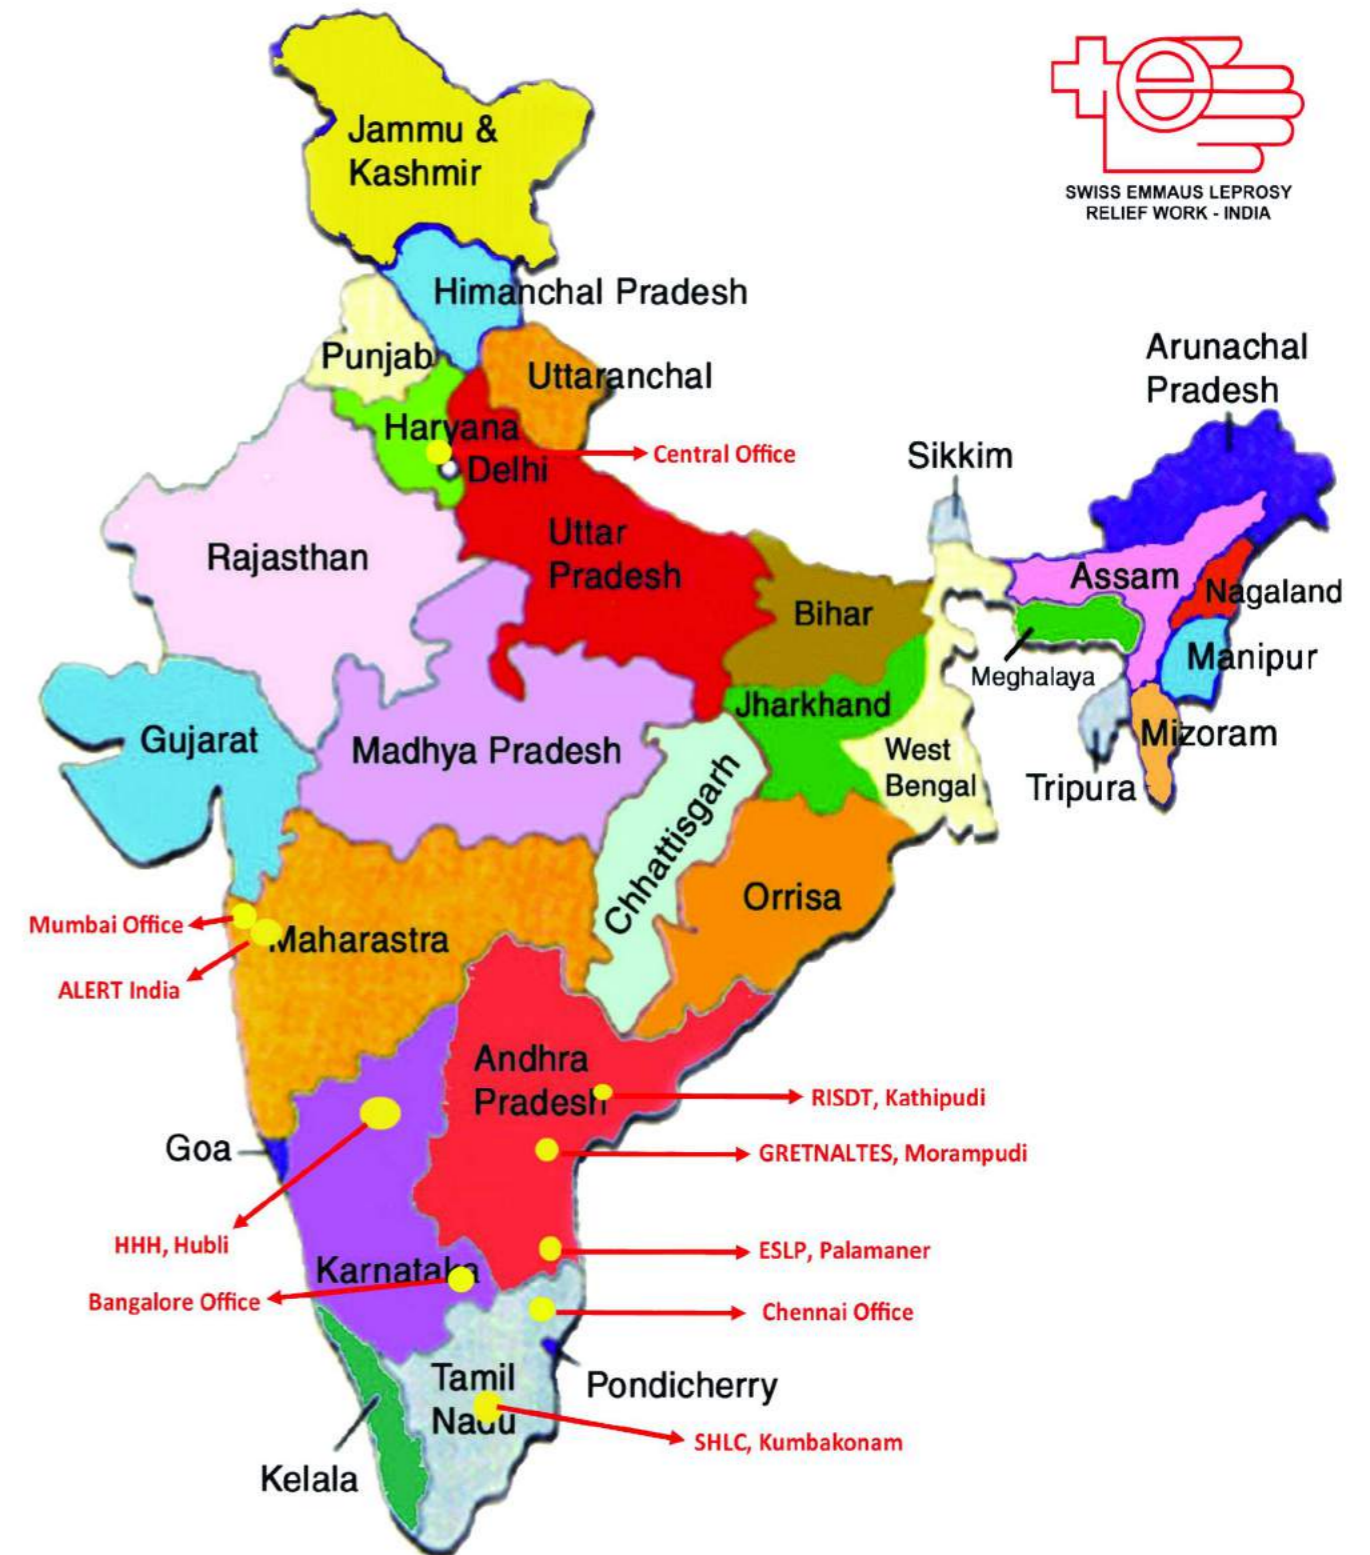 Jammu &
Kashmir
SWISS EMMAUS LEPROSY
RELIEF WORK - INDIA
Himanchal Pradesh
Punjab
Uttaranchal
Arunachal
Pradesh
Haryana
Central Office
Sikkim
Delhi
Uttar
Pradesh
Rajasthan
Assam
Nagaland
Bihar
Manipur
Meghalaya
Jharkhand
Gujarat
Madhya Pradesh
West
Bengal
Mizoram
Tripura
Chhattisgarh
Orrisa
Mumbai Office
Maharastra
ALERT India
Andhra
Pradesh
RISDT, Kathipudi
Goa
GRETNALTES, Morampudi
HHH, Hubli
ESLP, Palamaner
Karnataka
Bangalore Office
Chennai Office
Tamil
Nadu
Pondicherry
SHLC, Kumbakonam
Kelala